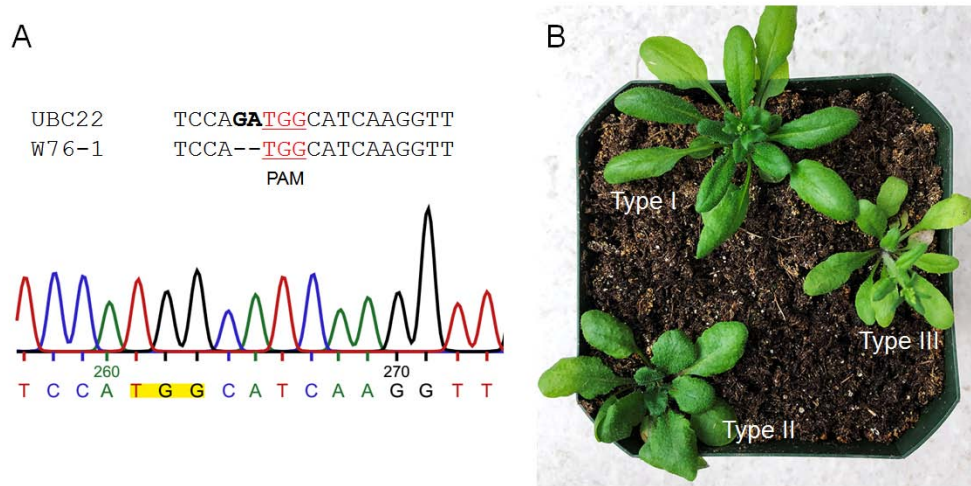 A
UBC22 TCCAGATGGCATCAAGGTT
W76-1 TCCA--TGGCATCAAGGTT
PAM
260 270
T C C A T G G C A T C A A G G T T
B
Type I
Type III
Type II